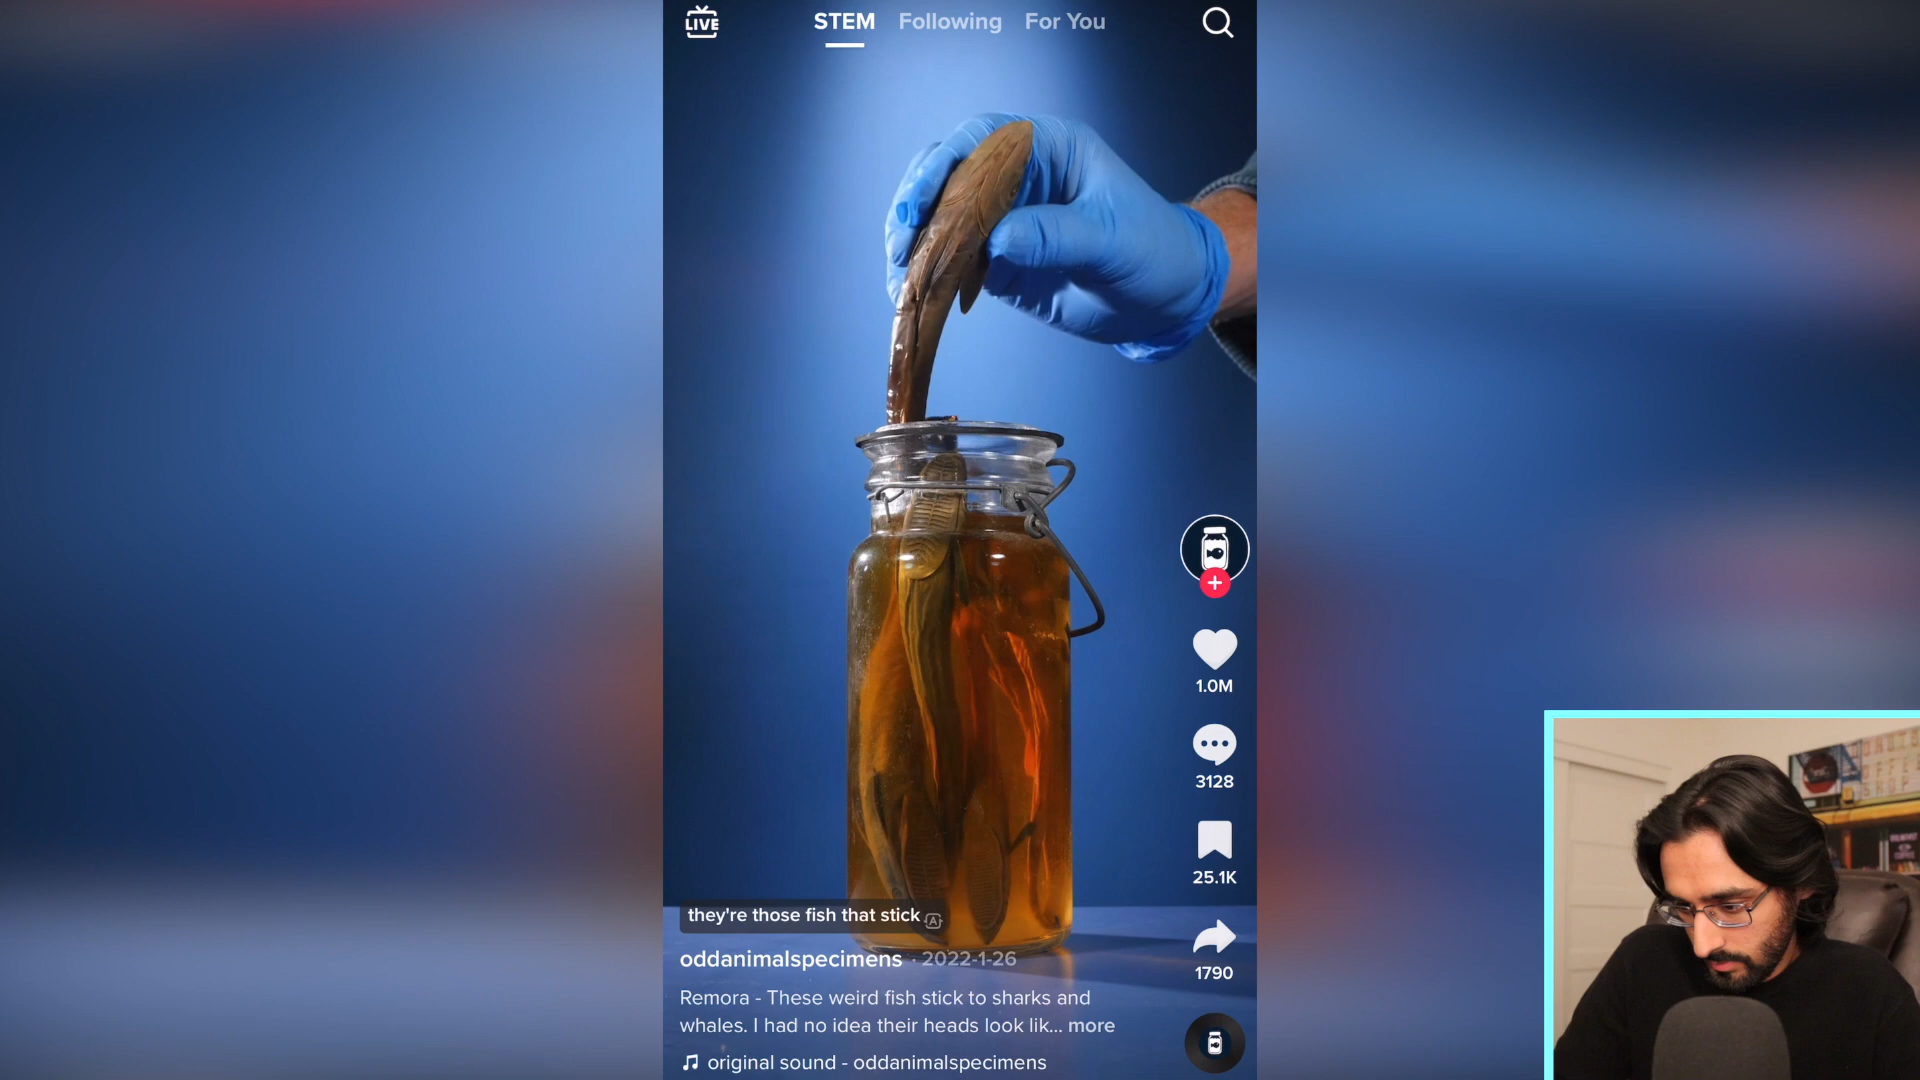 LIVE
STEM Following For You
1.0M
3128
25.1K
1790
they're those fish that stick
oddanimalspecimens · 2022-1-26
Remora - These weird fish stick to sharks and
whales. I had no idea their heads look lik... more
original sound - oddanimalspecimens